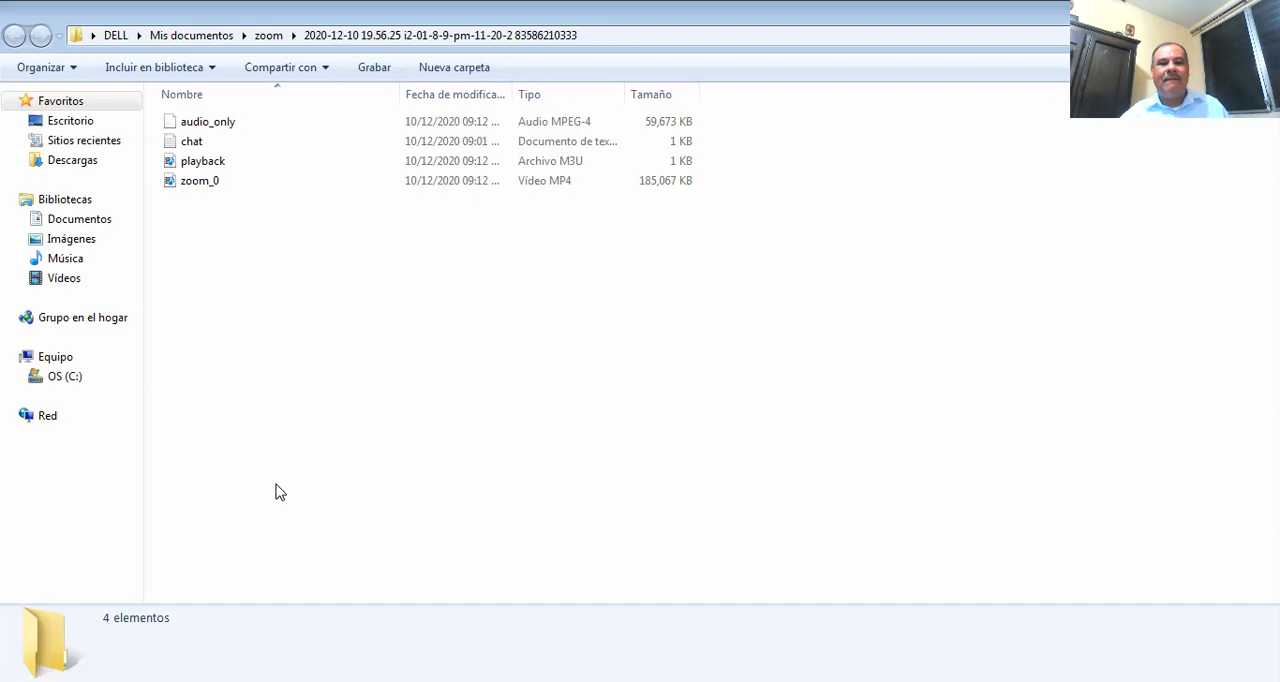 DELL Mis documentos zoom 2020-12-10 19.56.25 i2-01-8-9-pm-11-20-2 83586210333
Organizar Incluir en biblioteca Compartir con Grabar Nueva carpeta
Nombre Fecha de modifica... Tipo Tamaño
Favoritos
Escritorio
Sitios recientes
Descargas
Bibliotecas
Documentos
Imágenes
Música
Vídeos
Grupo en el hogar
Equipo
OS (C:)
Red
audio_only 10/12/2020 09:12 ... Audio MPEG-4 59,673 KB
chat 10/12/2020 09:01 ... Documento de tex... 1 KB
playback 10/12/2020 09:12 ... Archivo M3U 1 KB
zoom_0 10/12/2020 09:12 ... Vídeo MP4 185,067 KB
4 elementos